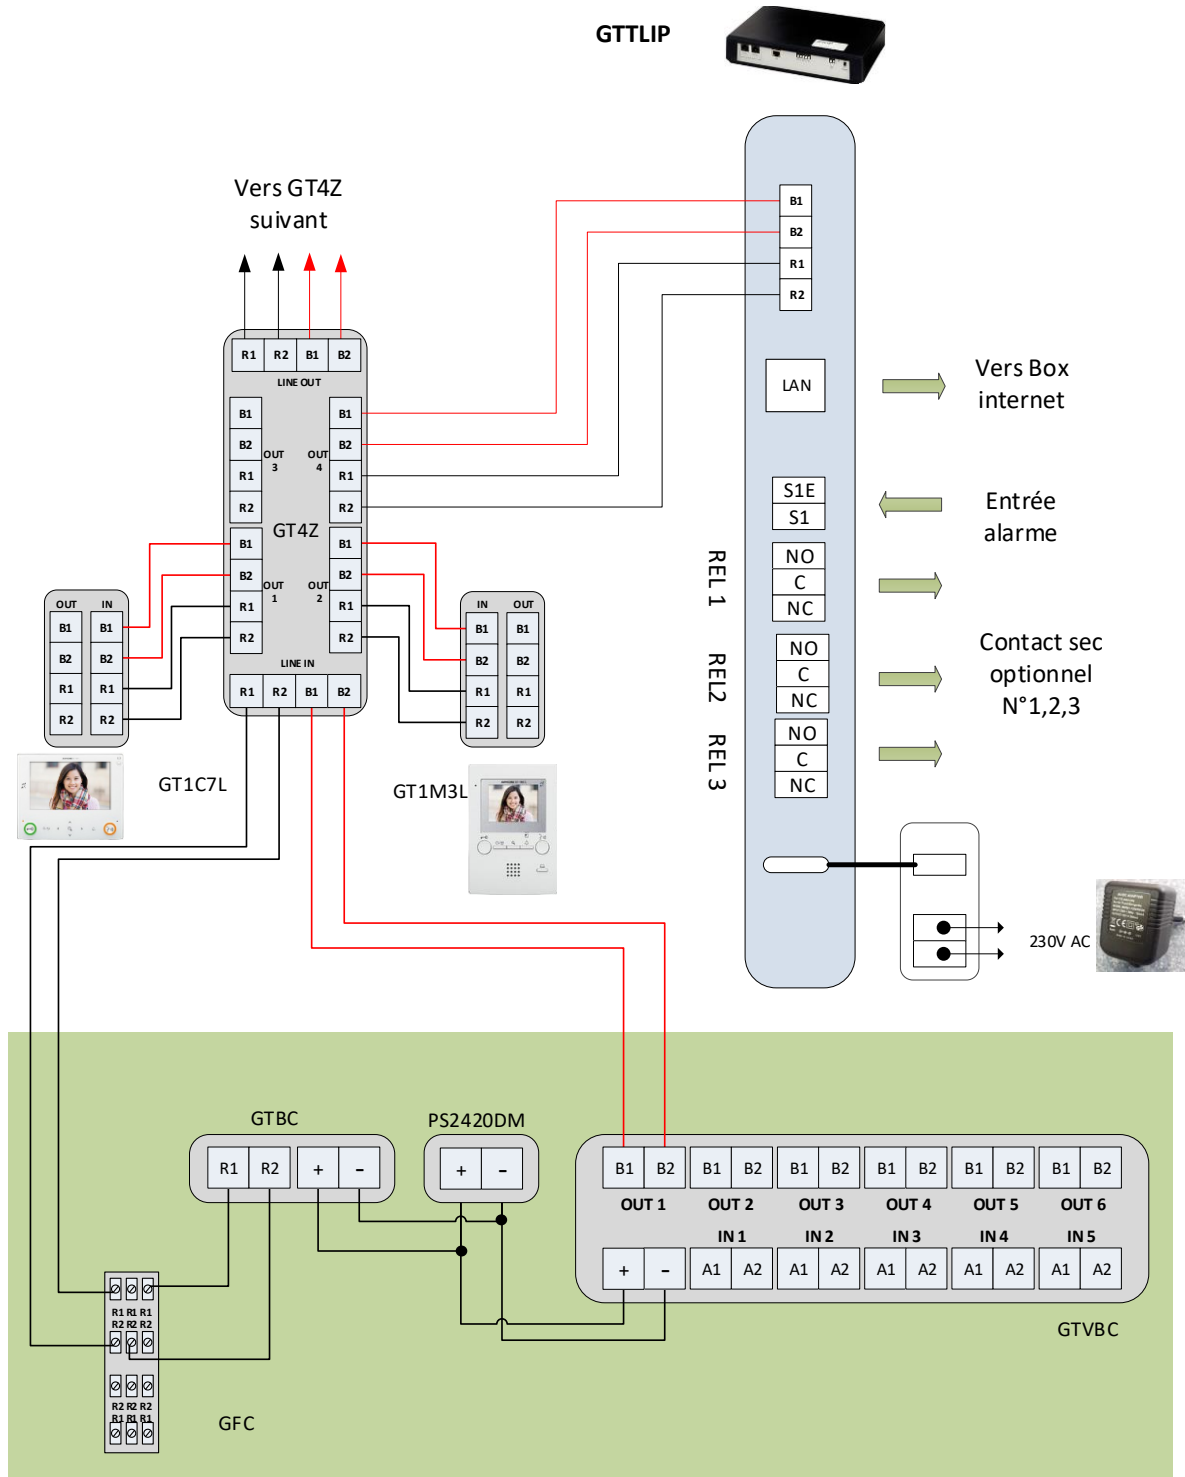 GTTLIP
Vers GT4Z
suivant
B1
B2
R1
R2
R1 R2 B1 B2
LINE OUT
LAN
Vers Box
internet
B1
B2
R1
R2
OUT
3
OUT
4
B1
B2
R1
R2
GT4Z
S1E
S1
Entrée
alarme
B1
B2
R1
R2
OUT
1
OUT
2
B1
B2
R1
R2
REL 1
NO
C
NC
OUT IN
B1 B1
B2 B2
R1 R1
R2 R2
IN OUT
B1 B1
B2 B2
R1 R1
R2 R2
LINE IN
R1 R2 B1 B2
REL2
NO
C
NC
Contact sec
optionnel
N°1,2,3
REL 3
NO
C
NC
GT1C7L
GT1M3L
230V AC
GTBC
R1 R2 + -
PS2420DM
+ -
B1 B2 B1 B2 B1 B2 B1 B2 B1 B2 B1 B2
OUT 1 OUT 2 OUT 3 OUT 4 OUT 5 OUT 6
IN 1 IN 2 IN 3 IN 4 IN 5
+ - A1 A2 A1 A2 A1 A2 A1 A2 A1 A2
GTVBC
R1 R1 R1
R2 R2 R2
R2 R2 R2
R1 R1 R1
GFC